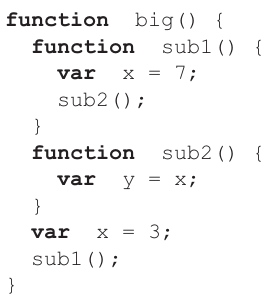 function big() {
  function sub1() {
    var x = 7;
    sub2();
  }
  function sub2() {
    var y = x;
  }
  var x = 3;
  sub1();
}